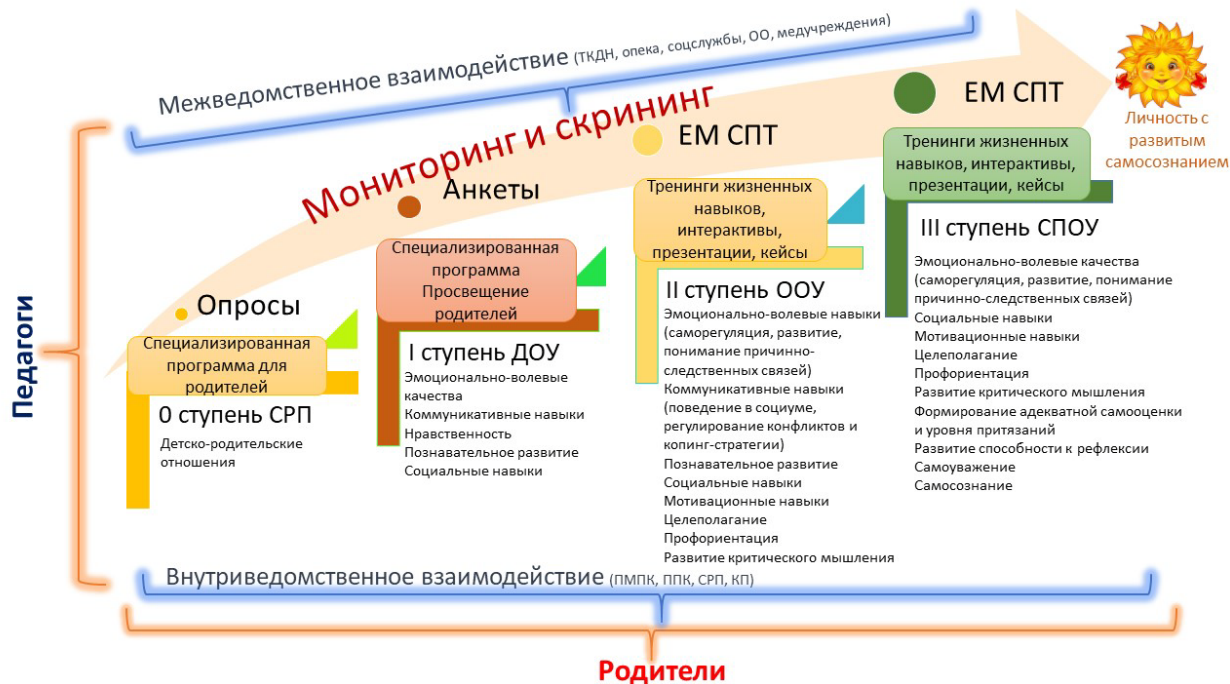 Межведомственное взаимодействие (ТКДН, опека, соцслужбы, ОО, медучреждения)
Мониторинг и скрининг
Педагоги
Опросы
Специализированная
программа для
родителей
0 ступень СРП
Детско-родительские
отношения
Анкеты
Специализированная
программа
Просвещение
родителей
I ступень ДОУ
Эмоционально-волевые
качества
Коммуникативные навыки
Нравственность
Познавательное развитие
Социальные навыки
ЕМ СПТ
Тренинги жизненных
навыков,
интерактивы,
презентации, кейсы
II ступень ООУ
Эмоционально-волевые навыки
(саморегуляция, развитие,
понимание причинно-
следственных связей)
Коммуникативные навыки
(поведение в социуме,
регулирование конфликтов и
копинг-стратегии)
Познавательное развитие
Социальные навыки
Мотивационные навыки
Целеполагание
Профориентация
Развитие критического мышления
ЕМ СПТ
Тренинги жизненных
навыков, интерактивы,
презентации, кейсы
III ступень СПОУ
Эмоционально-волевые качества
(саморегуляция, развитие, понимание
причинно-следственных связей)
Социальные навыки
Мотивационные навыки
Целеполагание
Профориентация
Развитие критического мышления
Формирование адекватной самооценки
и уровня притязаний
Развитие способности к рефлексии
Самоуважение
Самосознание
Личность с
развитым
самосознанием
Внутриведомственное взаимодействие (ПМПК, ППК, СРП, КП)
Родители